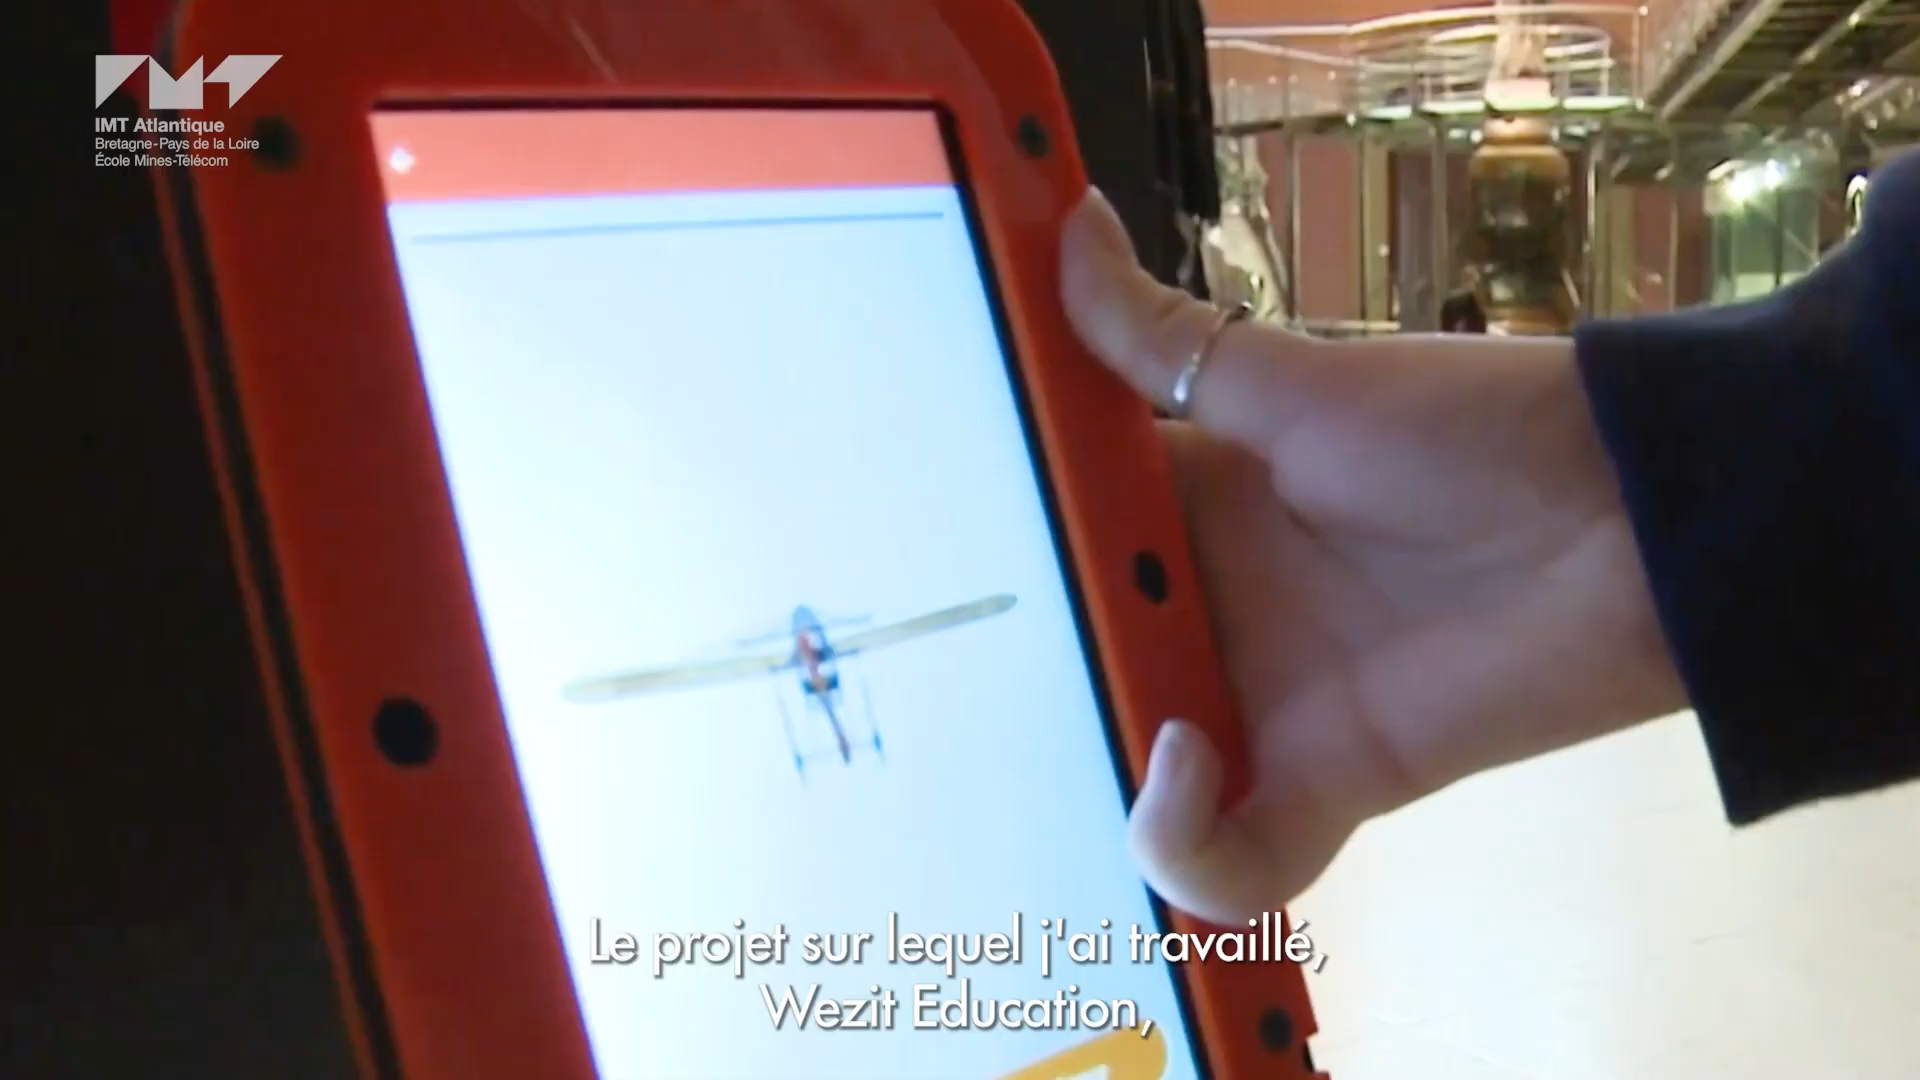 IMT Atlantique
Bretagne-Pays de la Loire
École Mines-Télécom
Le projet sur lequel j'ai travaillé,
Wezit Education,